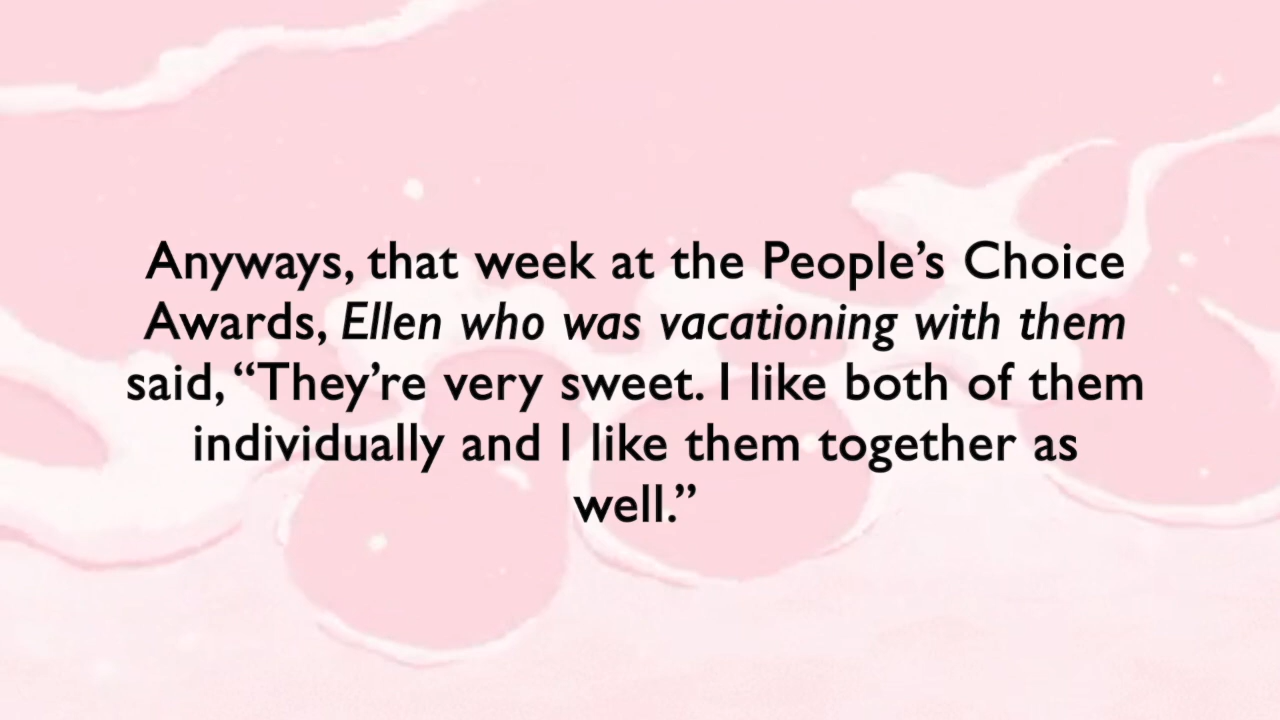 Anyways, that week at the People’s Choice
Awards, Ellen who was vacationing with them
said, “They’re very sweet. I like both of them
individually and I like them together as
well.”